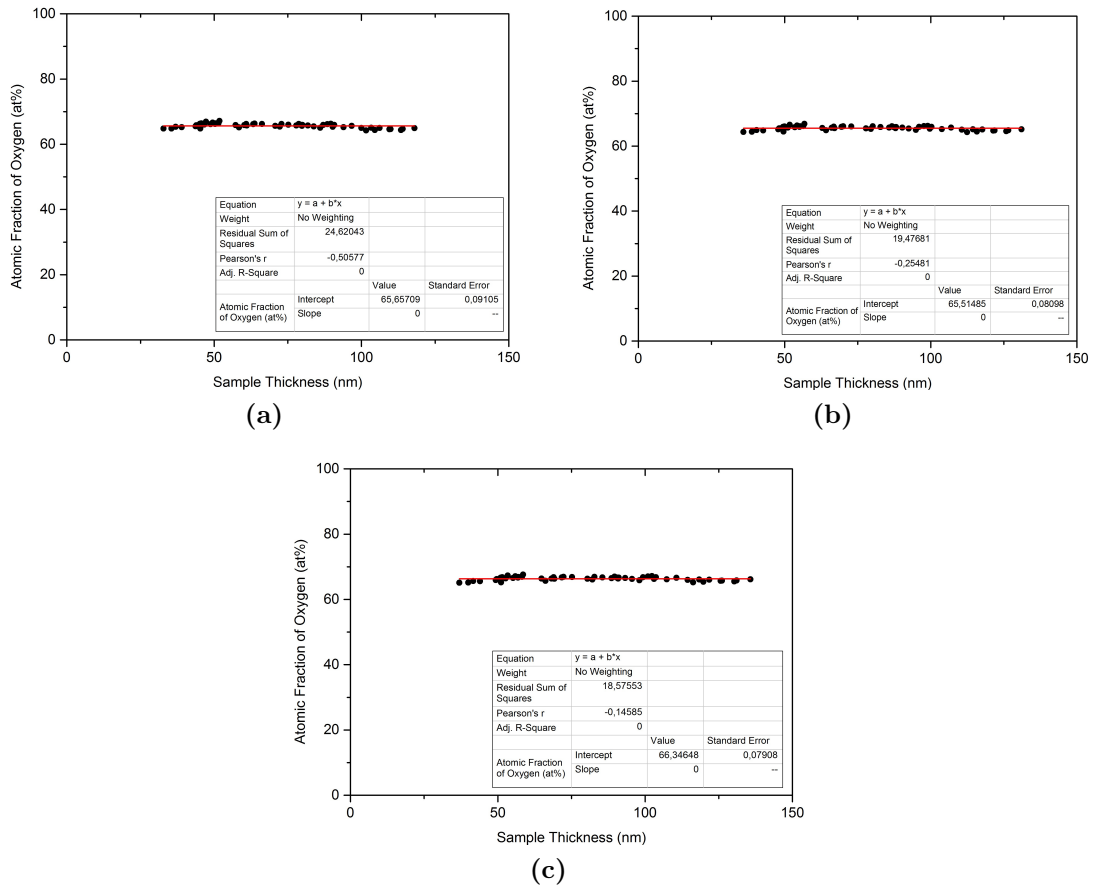 100
80
60
40
20
0
Atomic Fraction of Oxygen (at%)
Equation y = a + b*x
Weight No Weighting
Residual Sum of Squares 24,62043
Pearson's r -0,50577
Adj. R-Square 0
Value Standard Error
Atomic Fraction of Oxygen (at%) Intercept 65,65709 0,09105
Slope 0 --
0 50 100 150
Sample Thickness (nm)
(a)
100
80
60
40
20
0
Atomic Fraction of Oxygen (at%)
Equation y = a + b*x
Weight No Weighting
Residual Sum of Squares 19,47681
Pearson's r -0,25481
Adj. R-Square 0
Value Standard Error
Atomic Fraction of Oxygen (at%) Intercept 65,51485 0,08098
Slope 0 --
0 50 100 150
Sample Thickness (nm)
(b)
100
80
60
40
20
0
Atomic Fraction of Oxygen (at%)
Equation y = a + b*x
Weight No Weighting
Residual Sum of Squares 18,57553
Pearson's r -0,14585
Adj. R-Square 0
Value Standard Error
Atomic Fraction of Oxygen (at%) Intercept 66,34648 0,07908
Slope 0 --
0 50 100 150
Sample Thickness (nm)
(c)